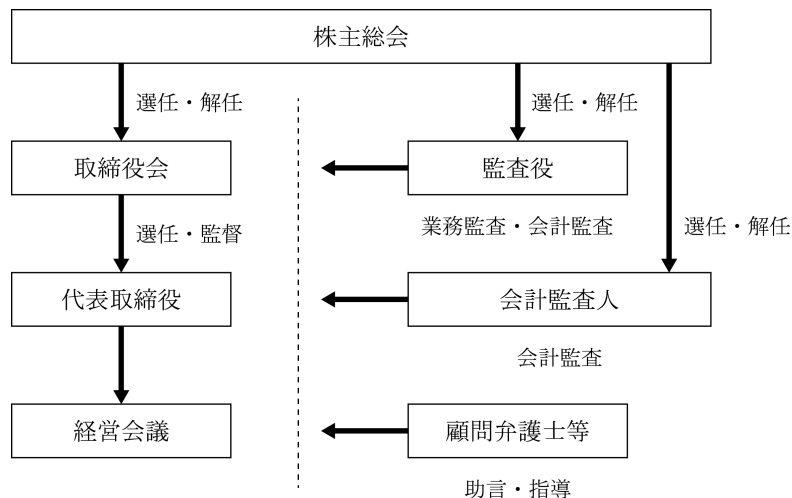 株主総会
選任・解任
選任・解任
取締役会
監査役
業務監査・会計監査
選任・解任
選任・監督
代表取締役
会計監査人
会計監査
経営会議
顧問弁護士等
助言・指導